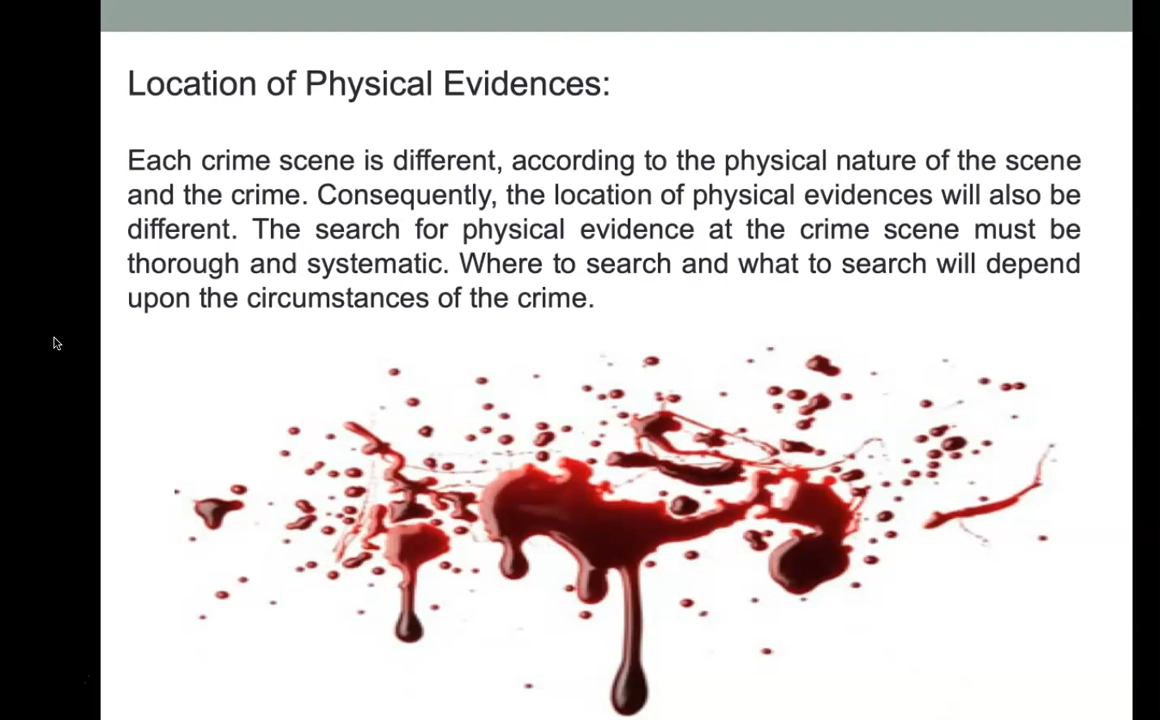 Location of Physical Evidences:
Each crime scene is different, according to the physical nature of the scene
and the crime. Consequently, the location of physical evidences will also be
different. The search for physical evidence at the crime scene must be
thorough and systematic. Where to search and what to search will depend
upon the circumstances of the crime.